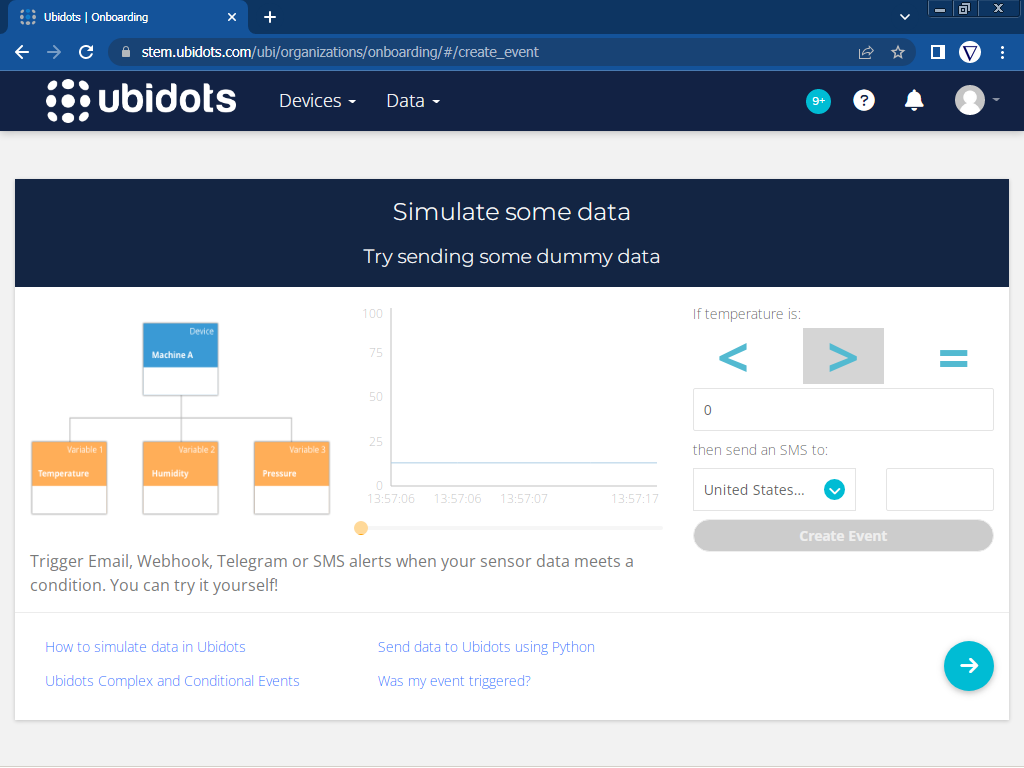 Ubidots | Onboarding
stem.ubidots.com/ubi/organizations/onboarding/#/create_event
ubidots
Devices
Data
9+
?
Simulate some data
Try sending some dummy data
Device
Machine A
Variable 1
Temperature
Variable 2
Humidity
Variable 3
Pressure
100
75
50
25
0
13:57:06 13:57:06 13:57:07 13:57:17
If temperature is:
< > =
0
then send an SMS to:
United States...
Create Event
Trigger Email, Webhook, Telegram or SMS alerts when your sensor data meets a
condition. You can try it yourself!
How to simulate data in Ubidots
Send data to Ubidots using Python
Ubidots Complex and Conditional Events
Was my event triggered?